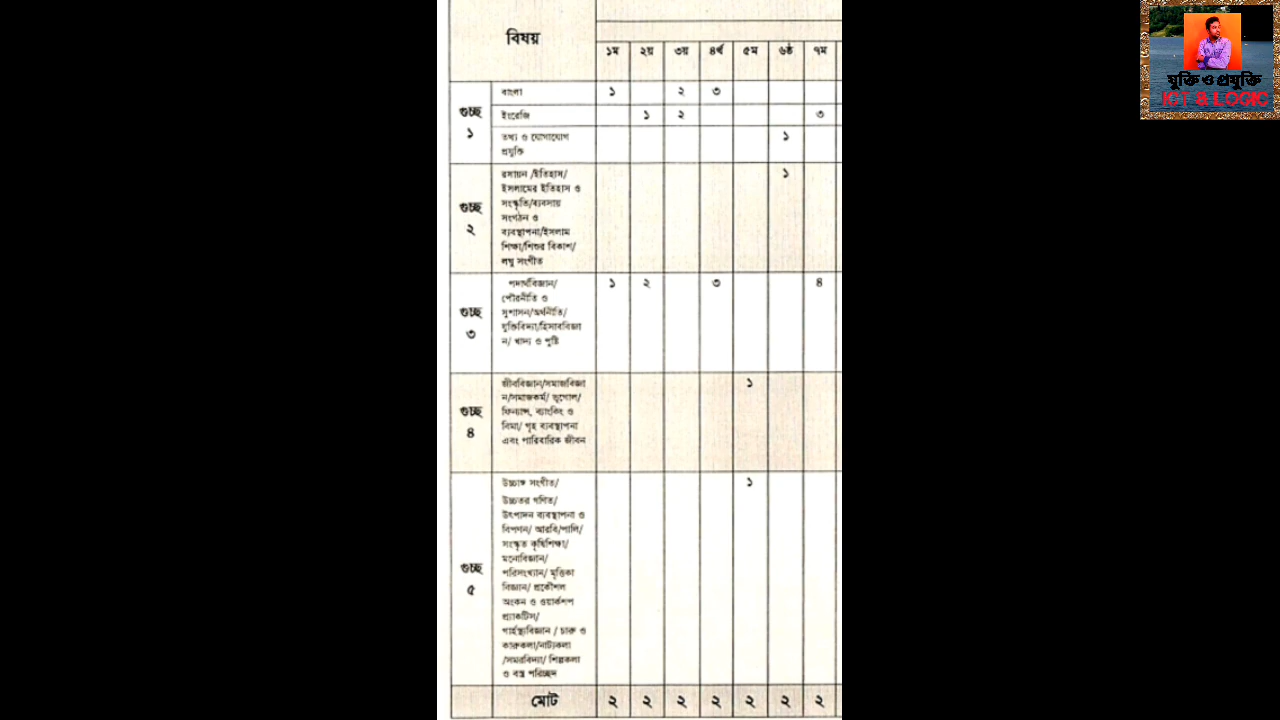 বিষয়
১ম ২য় ৩য় ৪র্থ ৫ম ৬ষ্ঠ ৭ম
গুচ্ছ ১
বাংলা ১ ২ ৩
ইংরেজি ১ ২ ৩
তথ্য ও যোগাযোগ ১
প্রযুক্তি
গুচ্ছ ২
রসায়ন /ইতিহাস/ ১
ইসলামের ইতিহাস ও
সংস্কৃতি/ব্যবসায়
সংগঠন ও
ব্যবস্থাপনা/ইসলাম
শিক্ষা/শিশুর বিকাশ/
লঘু সংগীত
গুচ্ছ ৩
পদার্থবিজ্ঞান/ ১ ২ ৩ ৪
পৌরনীতি ও
সুশাসন/অর্থনীতি/
যুক্তিবিদ্যা/হিসাববিজ্ঞা
ন/ খাদ্য ও পুষ্টি
গুচ্ছ ৪
জীববিজ্ঞান/সমাজবিজ্ঞা ১
ন/সমাজকর্ম/ ভূগোল/
ফিন্যান্স, ব্যাংকিং ও
বিমা/ গৃহ ব্যবস্থাপনা
এবং পারিবারিক জীবন
গুচ্ছ ৫
উচ্চাঙ্গ সংগীত/ ১
উচ্চতর গণিত/
উৎপাদন ব্যবস্থাপনা ও
বিপণন/ আরবি/পালি/
সংস্কৃত কৃষিশিক্ষা/
মনোবিজ্ঞান/
পরিসংখ্যান/ মৃত্তিকা
বিজ্ঞান/ প্রকৌশল
অংকন ও ওয়ার্কশপ
প্র্যাকটিস/
গার্হস্থ্যবিজ্ঞান / চারু ও
কারুকলা/নাট্যকলা
/সমরবিদ্যা/ শিল্পকলা
ও বস্ত্র পরিচ্ছদ
মোট ২ ২ ২ ২ ২ ২ ২
যুক্তি ও প্রযুক্তি
ICT & LOGIC